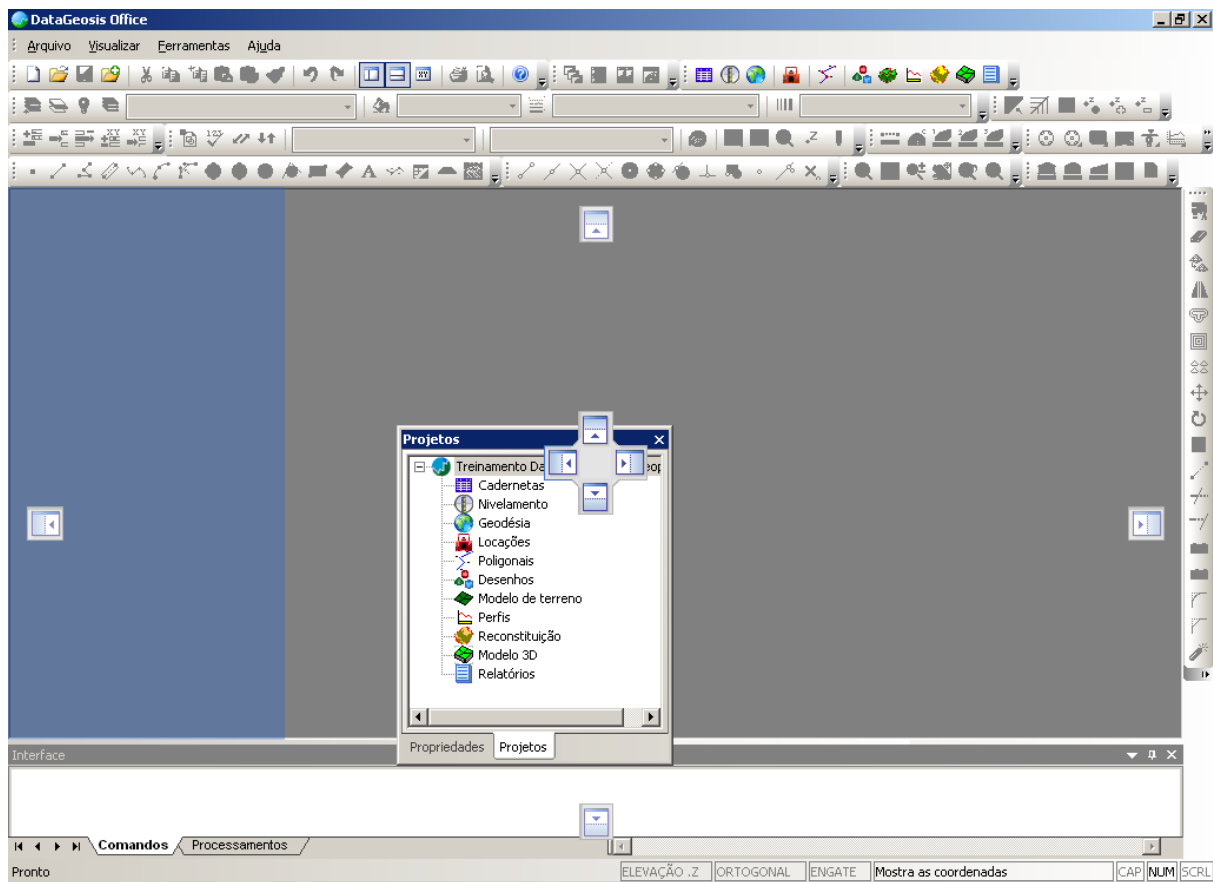 DataGeosis Office
Arquivo Visualizar Ferramentas Ajuda
Projetos
Treinamento Da
Cadernetas
Nivelamento
Geodésia
Locações
Poligonais
Desenhos
Modelo de terreno
Perfis
Reconstituição
Modelo 3D
Relatórios
Propriedades Projetos
Interface
Comandos Processamentos
Pronto ELEVAÇÃO .Z ORTOGONAL ENGATE Mostra as coordenadas CAP NUM SCRL